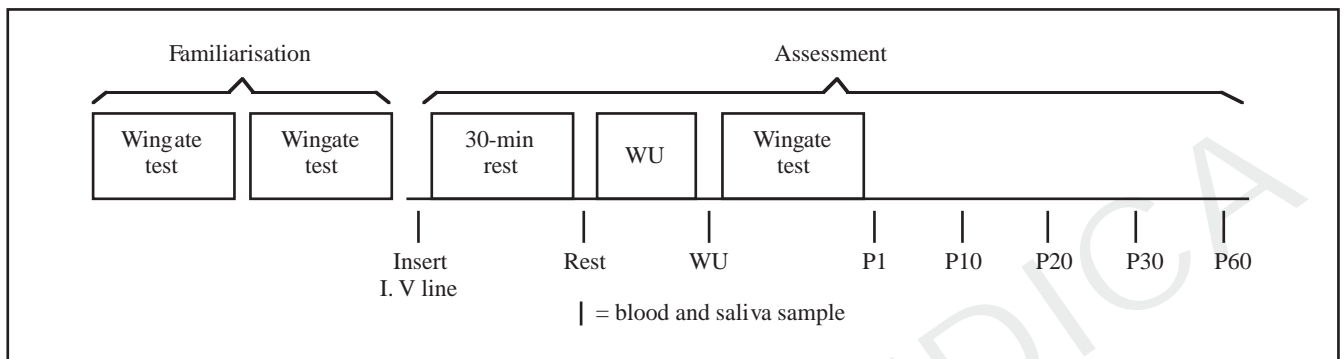 Familiarisation Assessment
Wingate Wingate 30-min WU Wingate
test test rest test
Insert Rest WU P1 P10 P20 P30 P60
I. V line
| = blood and saliva sample
DICA